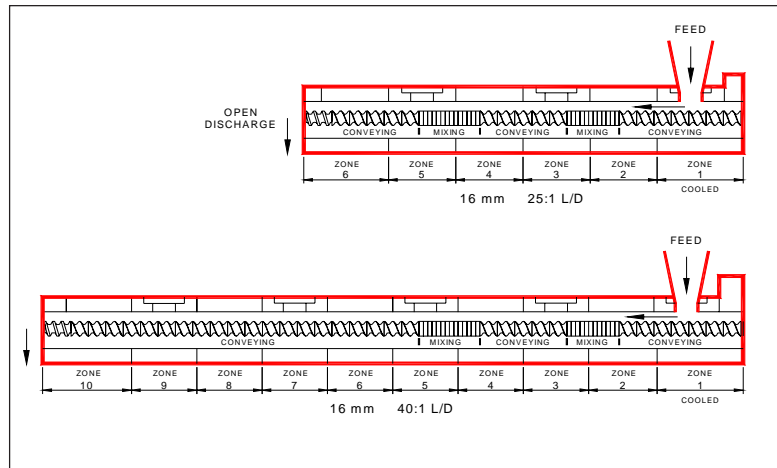 FEED
OPEN
DISCHARGE
CONVEYING MIXING CONVEYING MIXING CONVEYING
ZONE ZONE ZONE ZONE ZONE ZONE
6 5 4 3 2 1
COOLED
16 mm 25:1 L/D
FEED
CONVEYING MIXING CONVEYING MIXING CONVEYING
ZONE ZONE ZONE ZONE ZONE ZONE ZONE ZONE ZONE ZONE
10 9 8 7 6 5 4 3 2 1
COOLED
16 mm 40:1 L/D